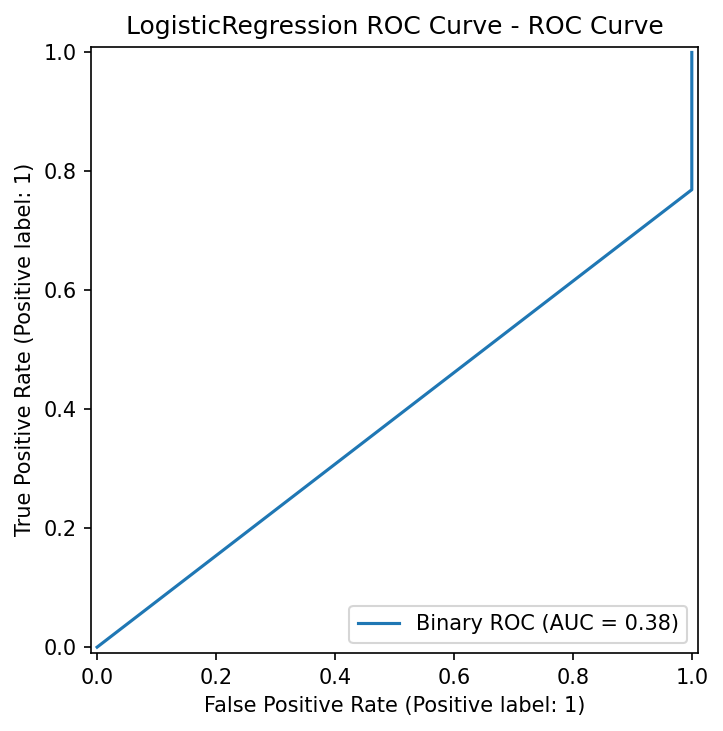 LogisticRegression ROC Curve - ROC Curve
1.0
0.8
0.6
0.4
0.2
0.0
True Positive Rate (Positive label: 1)
Binary ROC (AUC = 0.38)
0.0 0.2 0.4 0.6 0.8 1.0
False Positive Rate (Positive label: 1)